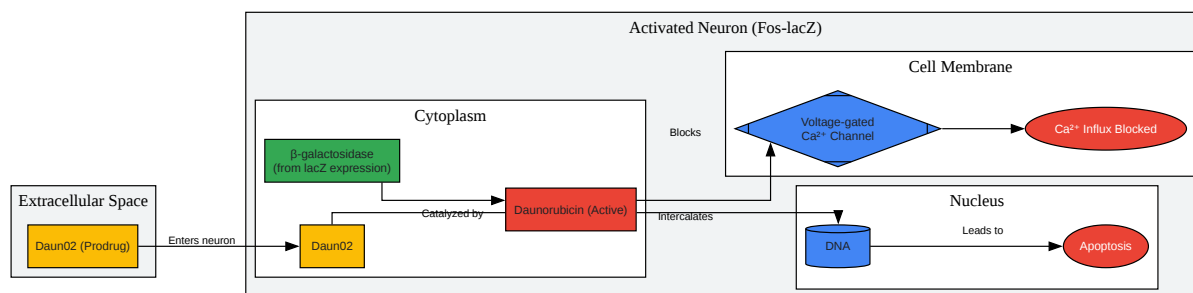 Activated Neuron (Fos-lacZ)
Cell Membrane
Cytoplasm
Blocks
Voltage-gated
Ca²⁺ Channel
Ca²⁺ Influx Blocked
β-galactosidase
(from lacZ expression)
Extracellular Space
Daunorubicin (Active)
Catalyzed by
Intercalates
Nucleus
Daun02 (Prodrug)
Enters neuron
Daun02
DNA
Leads to
Apoptosis